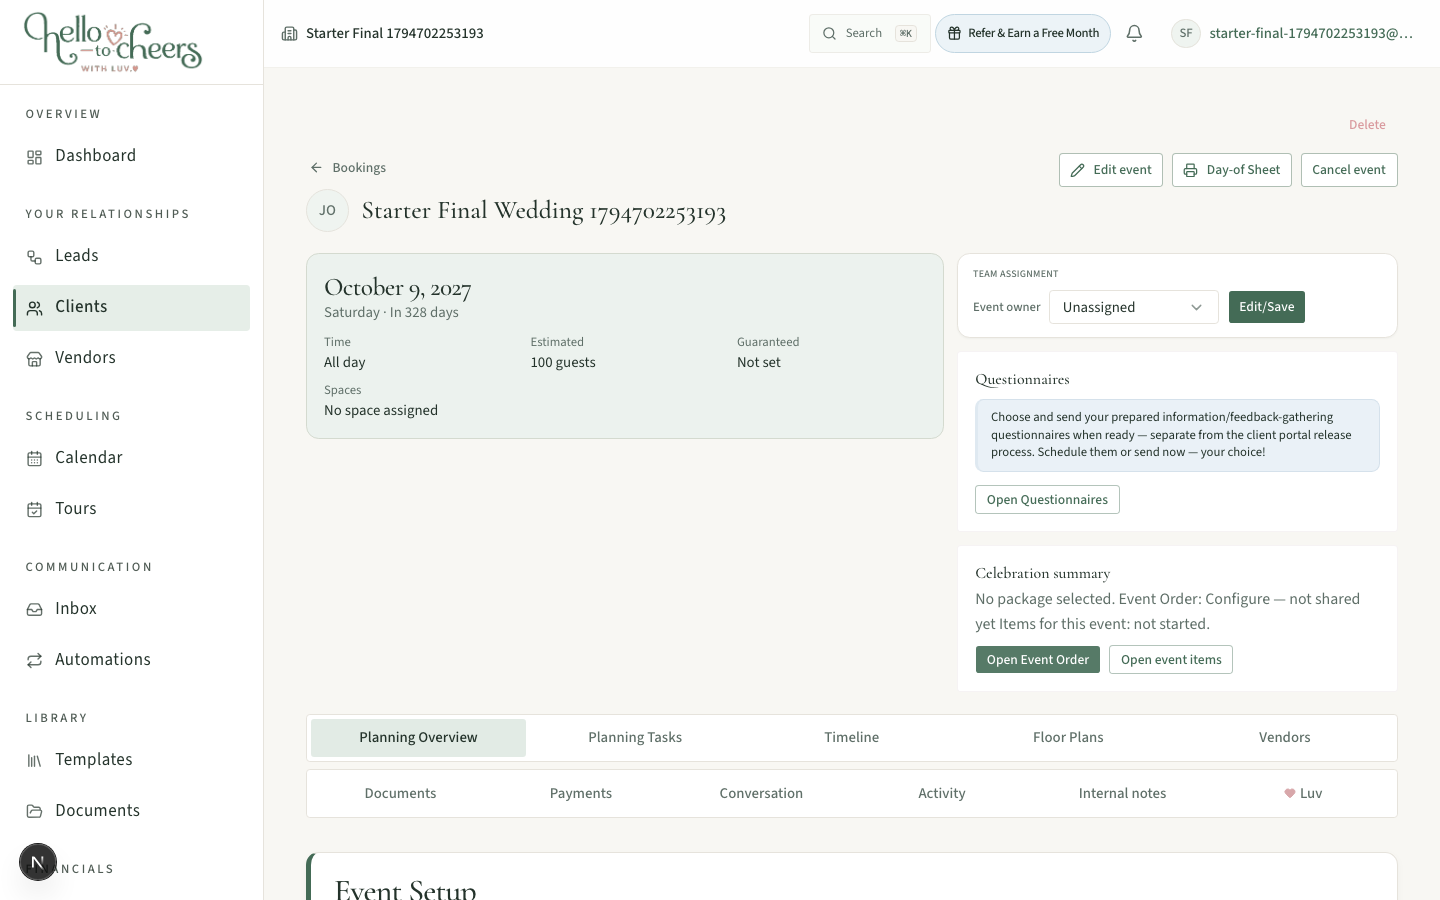 hello
to cheers
WITH LUV.
Starter Final 1794702253193
Search ⌘K
Refer & Earn a Free Month
SF starter-final-1794702253193@...
OVERVIEW
Dashboard
YOUR RELATIONSHIPS
Leads
Clients
Vendors
SCHEDULING
Calendar
Tours
COMMUNICATION
Inbox
Automations
LIBRARY
Templates
Documents
N
NANCIALS
Delete
Bookings
Edit event
Day-of Sheet
Cancel event
JO Starter Final Wedding 1794702253193
October 9, 2027
Saturday · In 328 days
Time Estimated Guaranteed
All day 100 guests Not set
Spaces
No space assigned
TEAM ASSIGNMENT
Event owner Unassigned Edit/Save
Questionnaires
Choose and send your prepared information/feedback-gathering
questionnaires when ready — separate from the client portal release
process. Schedule them or send now — your choice!
Open Questionnaires
Celebration summary
No package selected. Event Order: Configure — not shared
yet Items for this event: not started.
Open Event Order Open event items
Planning Overview Planning Tasks Timeline Floor Plans Vendors
Documents Payments Conversation Activity Internal notes Luv
Event Setup